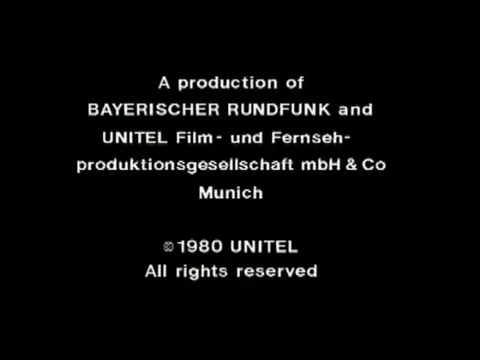 A production of
BAYERISCHER RUNDFUNK and
UNITEL Film- und Fernseh-
produktionsgesellschaft mbH & Co
Munich
© 1980 UNITEL
All rights reserved